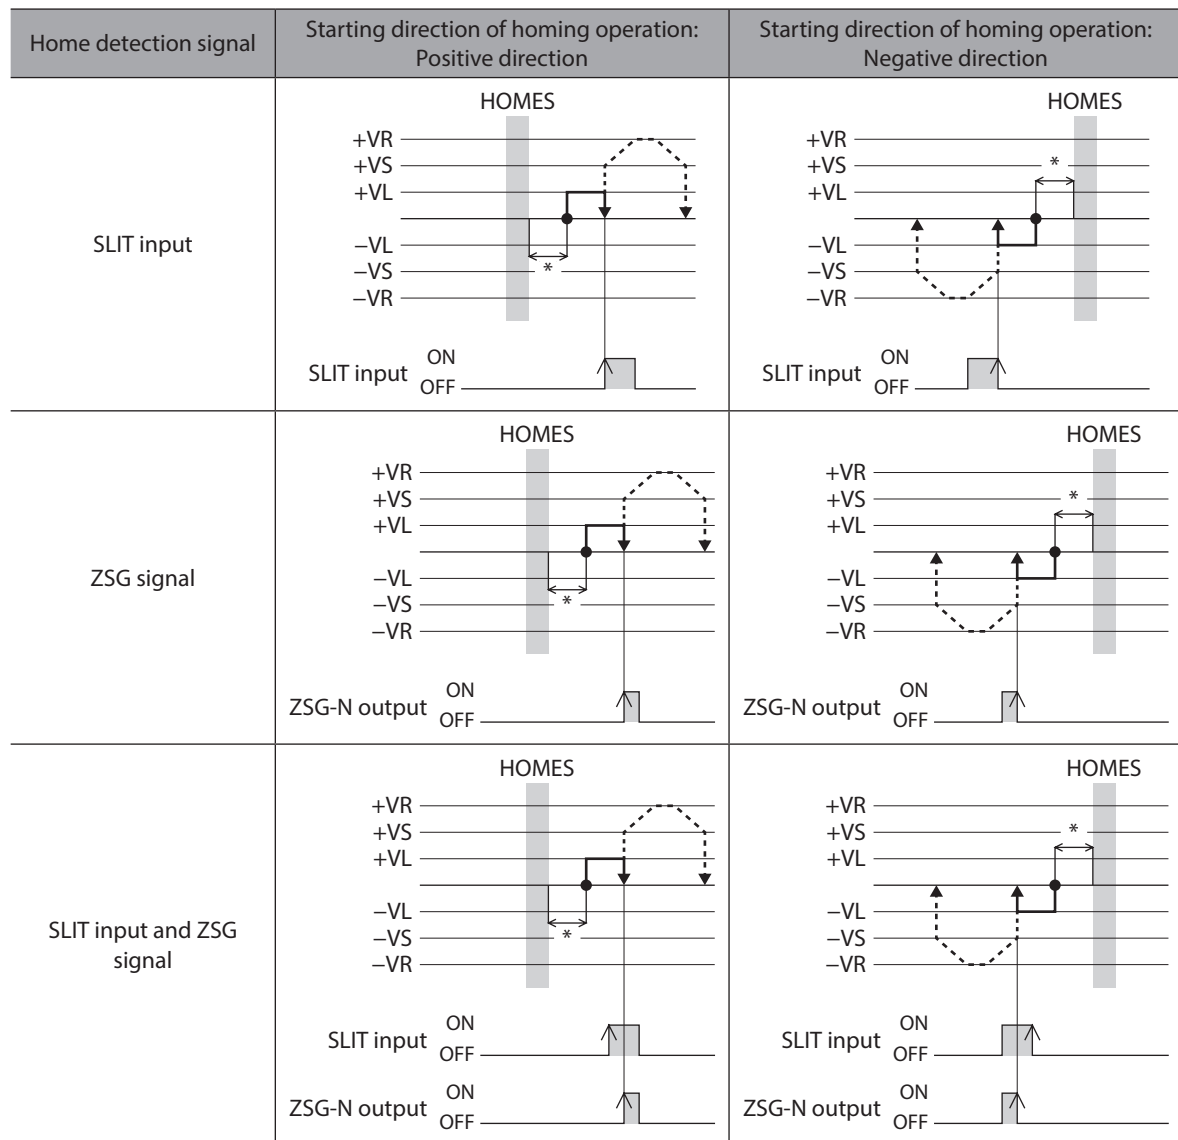 Home detection signal
Starting direction of homing operation:
Positive direction
Starting direction of homing operation:
Negative direction
SLIT input
HOMES
+VR
+VS
+VL
−VL
−VS
−VR
*
SLIT input
ON
OFF
HOMES
+VR
+VS
+VL
−VL
−VS
−VR
*
SLIT input
ON
OFF
ZSG signal
HOMES
+VR
+VS
+VL
−VL
−VS
−VR
*
ZSG-N output
ON
OFF
HOMES
+VR
+VS
+VL
−VL
−VS
−VR
*
ZSG-N output
ON
OFF
SLIT input and ZSG
signal
HOMES
+VR
+VS
+VL
−VL
−VS
−VR
*
SLIT input
ON
OFF
ZSG-N output
ON
OFF
HOMES
+VR
+VS
+VL
−VL
−VS
−VR
*
SLIT input
ON
OFF
ZSG-N output
ON
OFF